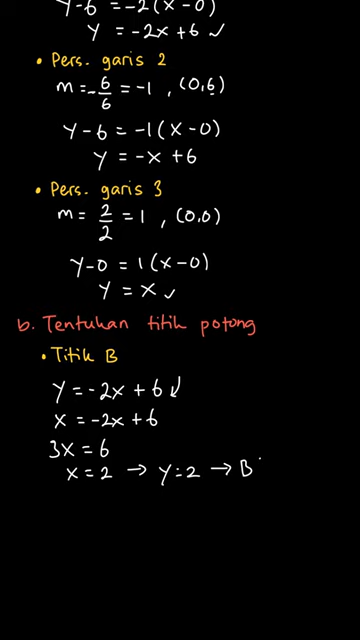 y-6 = -2(x-0)
y = -2x+6 ✓
• Pers. garis 2
m = -6/6 = -1 , (0,6)
y-6 = -1(x-0)
y = -x +6
• Pers. garis 3
m = 2/2 = 1 , (0,0)
y-0 = 1(x-0)
y = x ✓
b. Tentukan titik potong
• Titik B
y = -2x + 6 ↙
x = -2x + 6
3x = 6
x = 2 → y = 2 → B